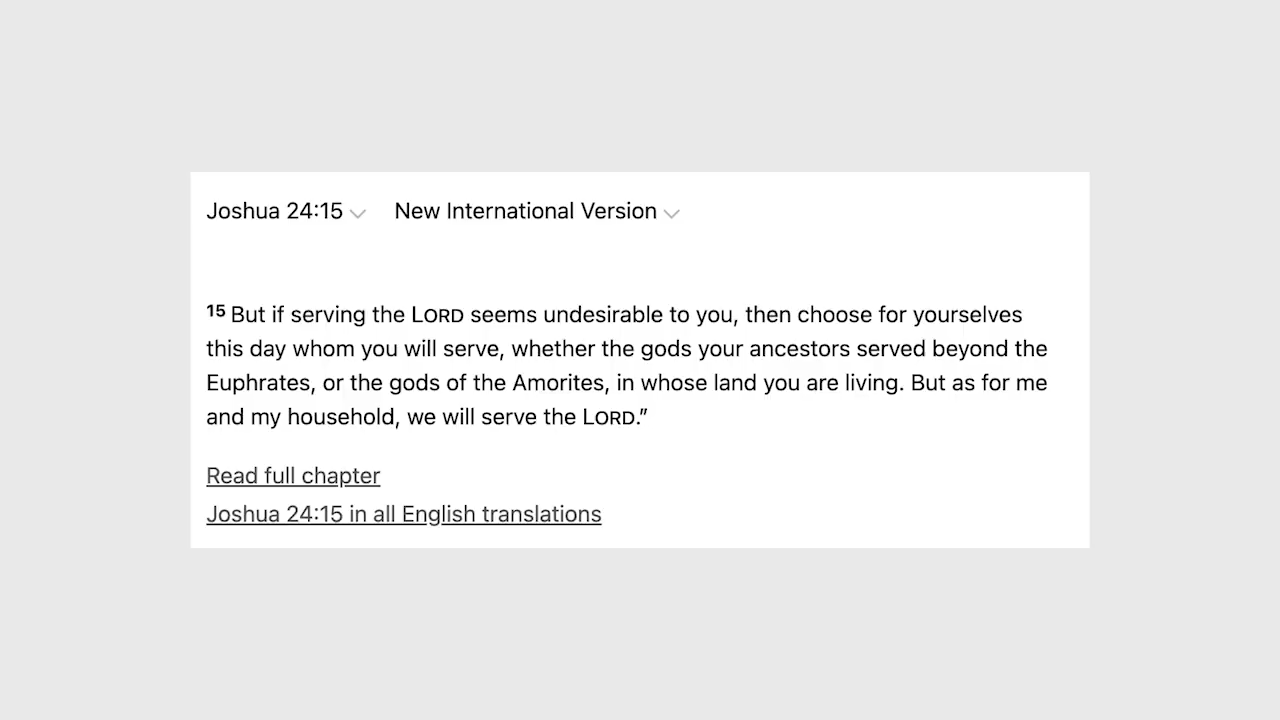 Joshua 24:15 New International Version
15 But if serving the LORD seems undesirable to you, then choose for yourselves
this day whom you will serve, whether the gods your ancestors served beyond the
Euphrates, or the gods of the Amorites, in whose land you are living. But as for me
and my household, we will serve the LORD.”
Read full chapter
Joshua 24:15 in all English translations